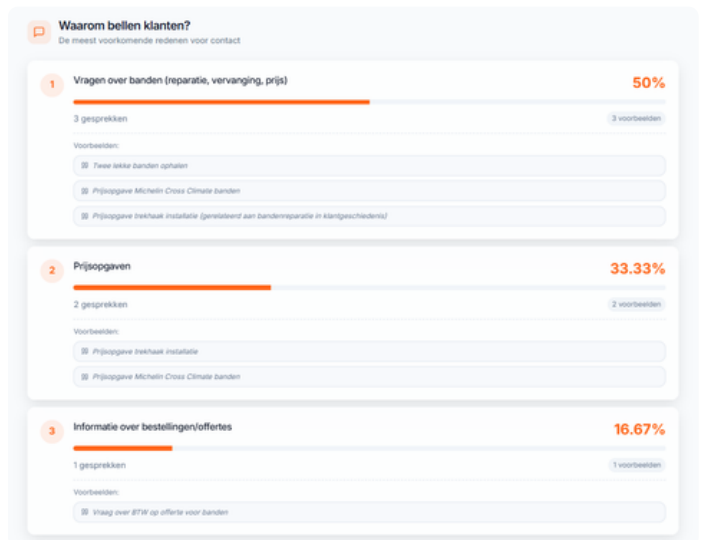 Waarom bellen klanten?
De meest voorkomende redenen voor contact
1 Vragen over banden (reparatie, vervanging, prijs) 50%
3 gesprekken 3 voorbeelden
Voorbeelden:
Twee lekke banden ophalen
Prijsopgave Michelin Cross Climate banden
Prijsopgave trekhaak installatie (gerelateerd aan bandenreparatie in klantgeschiedenis)
2 Prijsopgaven 33.33%
2 gesprekken 2 voorbeelden
Voorbeelden:
Prijsopgave trekhaak installatie
Prijsopgave Michelin Cross Climate banden
3 Informatie over bestellingen/offertes 16.67%
1 gesprekken 1 voorbeelden
Voorbeelden:
Vraag over BTW op offerte voor banden